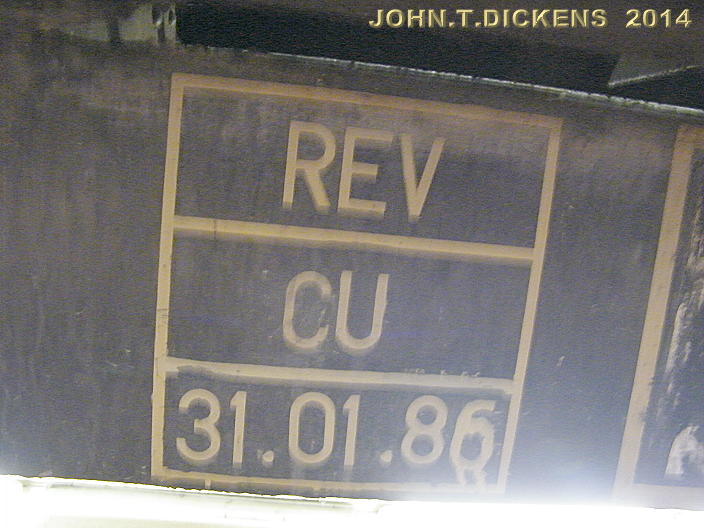 JOHN.T.DICKENS 2014
REV
CU
31.01.86